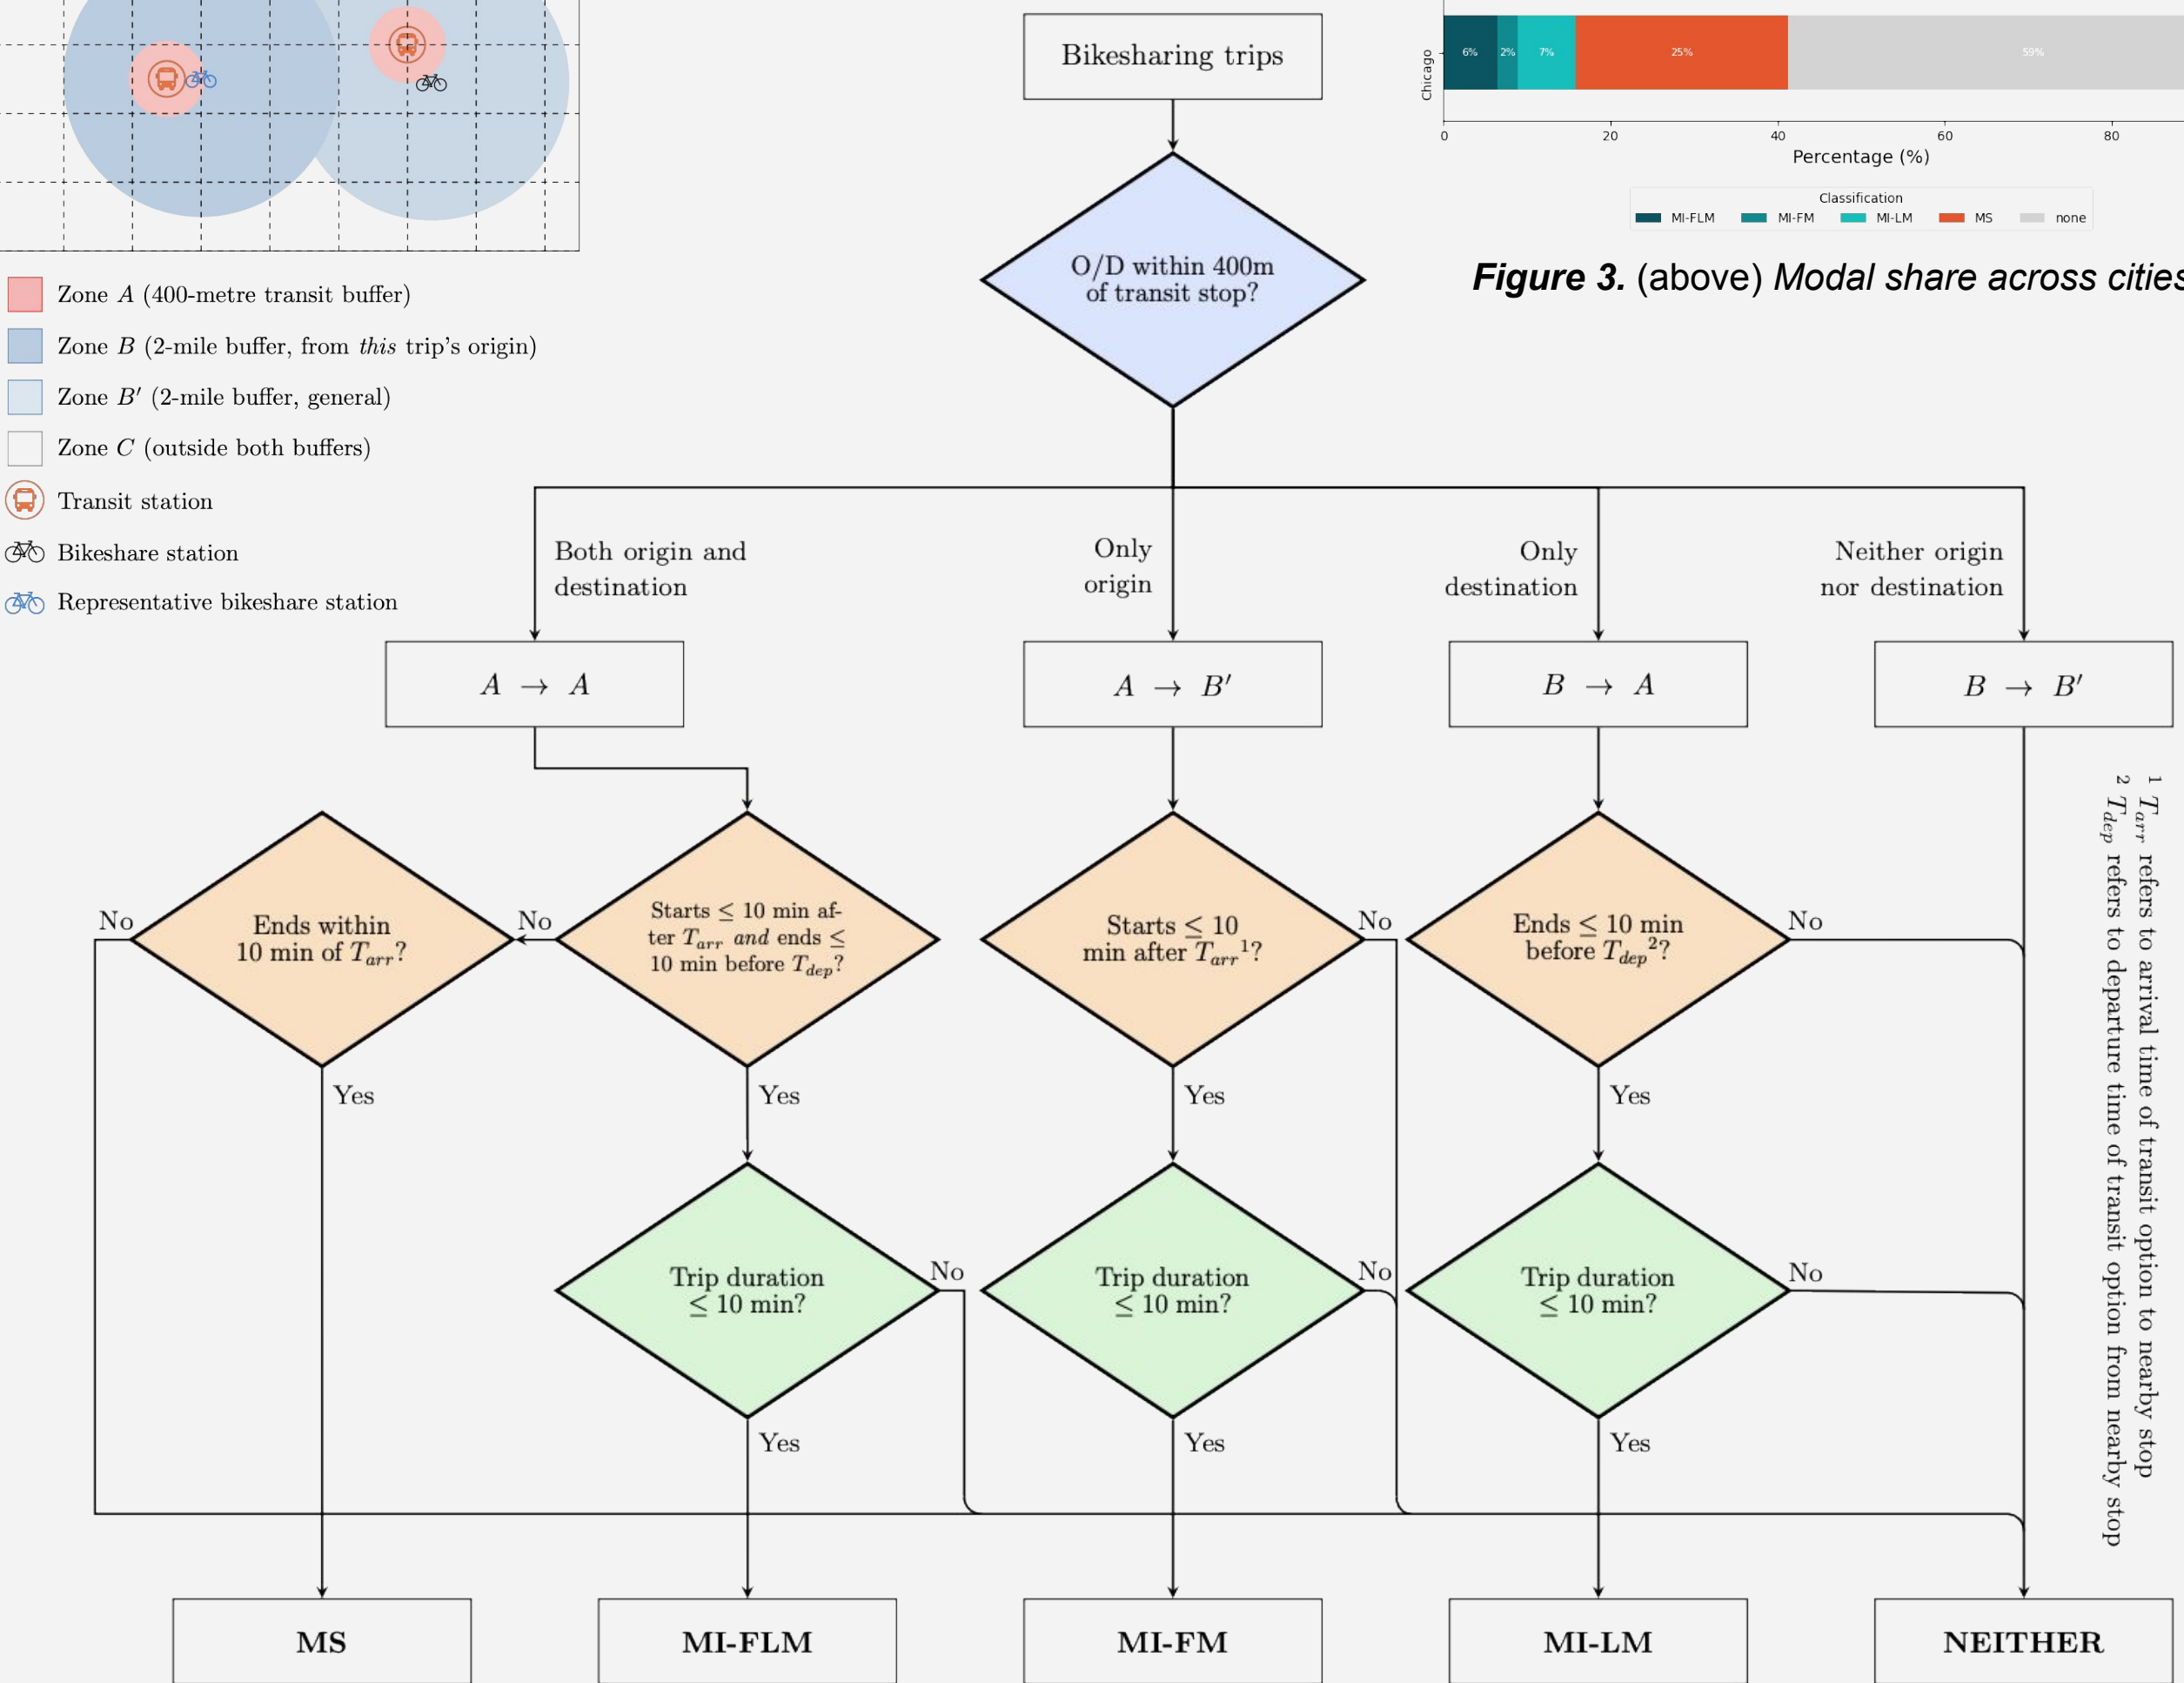 Bikesharing trips
O/D within 400m
of transit stop?
Chicago
6%
2%
7%
25%
59%
0
20
40
60
80
Percentage (%)
Classification
MI-FLM
MI-FM
MI-LM
MS
none
Figure 3. (above) Modal share across cities
Zone A (400-metre transit buffer)
Zone B (2-mile buffer, from this trip's origin)
Zone B′ (2-mile buffer, general)
Zone C (outside both buffers)
Transit station
Bikeshare station
Representative bikeshare station
Both origin and
destination
Only
origin
Only
destination
Neither origin
nor destination
A → A
A → B′
B → A
B → B′
Ends within
10 min of Tarr?
No
Yes
Starts ≤ 10 min af-
ter Tarr and ends ≤
10 min before Tdep?
No
Yes
Starts ≤ 10
min after Tarr¹?
No
Yes
Ends ≤ 10 min
before Tdep²?
No
Yes
Trip duration
≤ 10 min?
No
Yes
Trip duration
≤ 10 min?
No
Yes
Trip duration
≤ 10 min?
No
Yes
¹ Tarr refers to arrival time of transit option to nearby stop
² Tdep refers to departure time of transit option from nearby stop
MS
MI-FLM
MI-FM
MI-LM
NEITHER